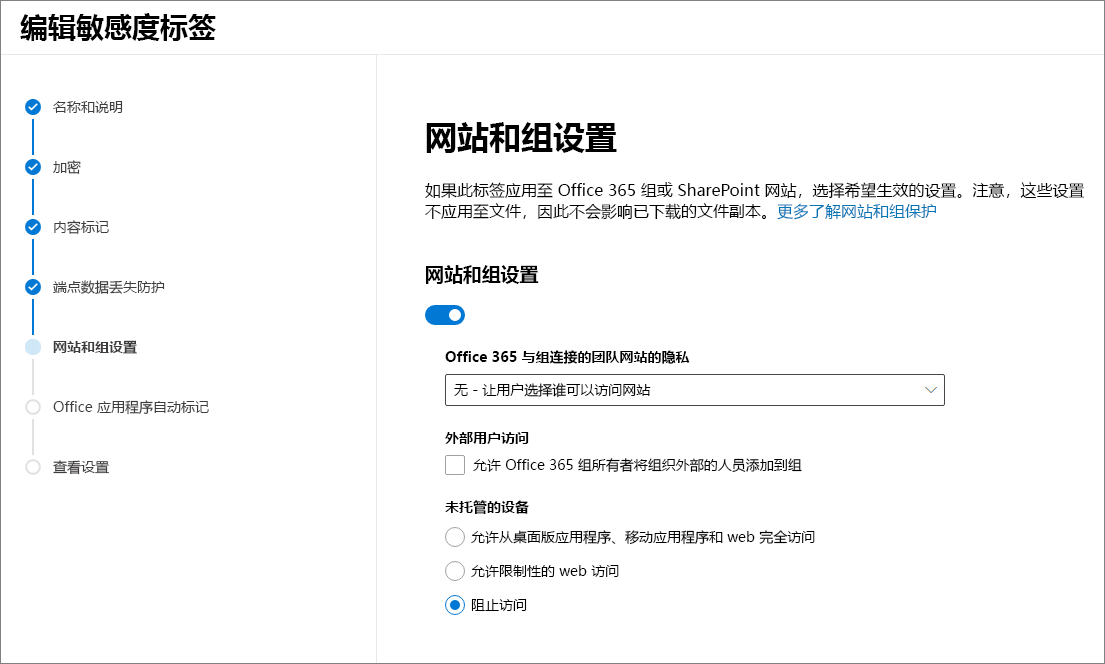 编辑敏感度标签
名称和说明
加密
内容标记
端点数据丢失防护
网站和组设置
Office 应用程序自动标记
查看设置
网站和组设置
如果此标签应用至 Office 365 组或 SharePoint 网站，选择希望生效的设置。注意，这些设置
不应用至文件，因此不会影响已下载的文件副本。更多了解网站和组保护
网站和组设置
Office 365 与组连接的团队网站的隐私
无 - 让用户选择谁可以访问网站
外部用户访问
允许 Office 365 组所有者将组织外部的人员添加到组
未托管的设备
允许从桌面版应用程序、移动应用程序和 web 完全访问
允许限制性的 web 访问
阻止访问